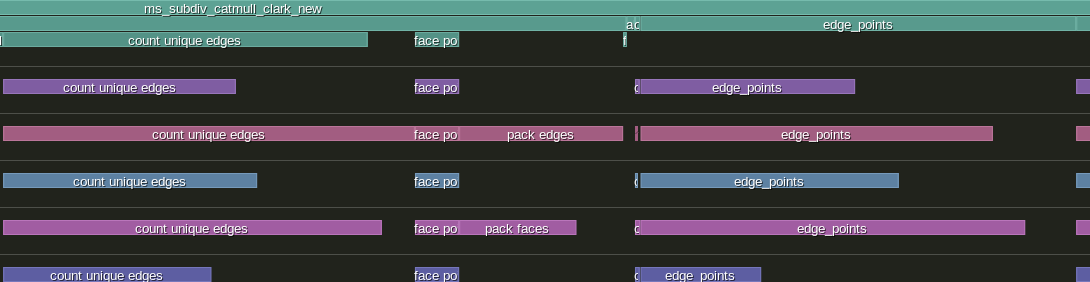 ms_subdiv_catmull_clark_new
ac edge_points
count unique edges face po f
count unique edges face po c edge_points
count unique edges face po pack edges edge_points
count unique edges face po c edge_points
count unique edges face po pack faces c edge_points
count unique edges face po c edge_points